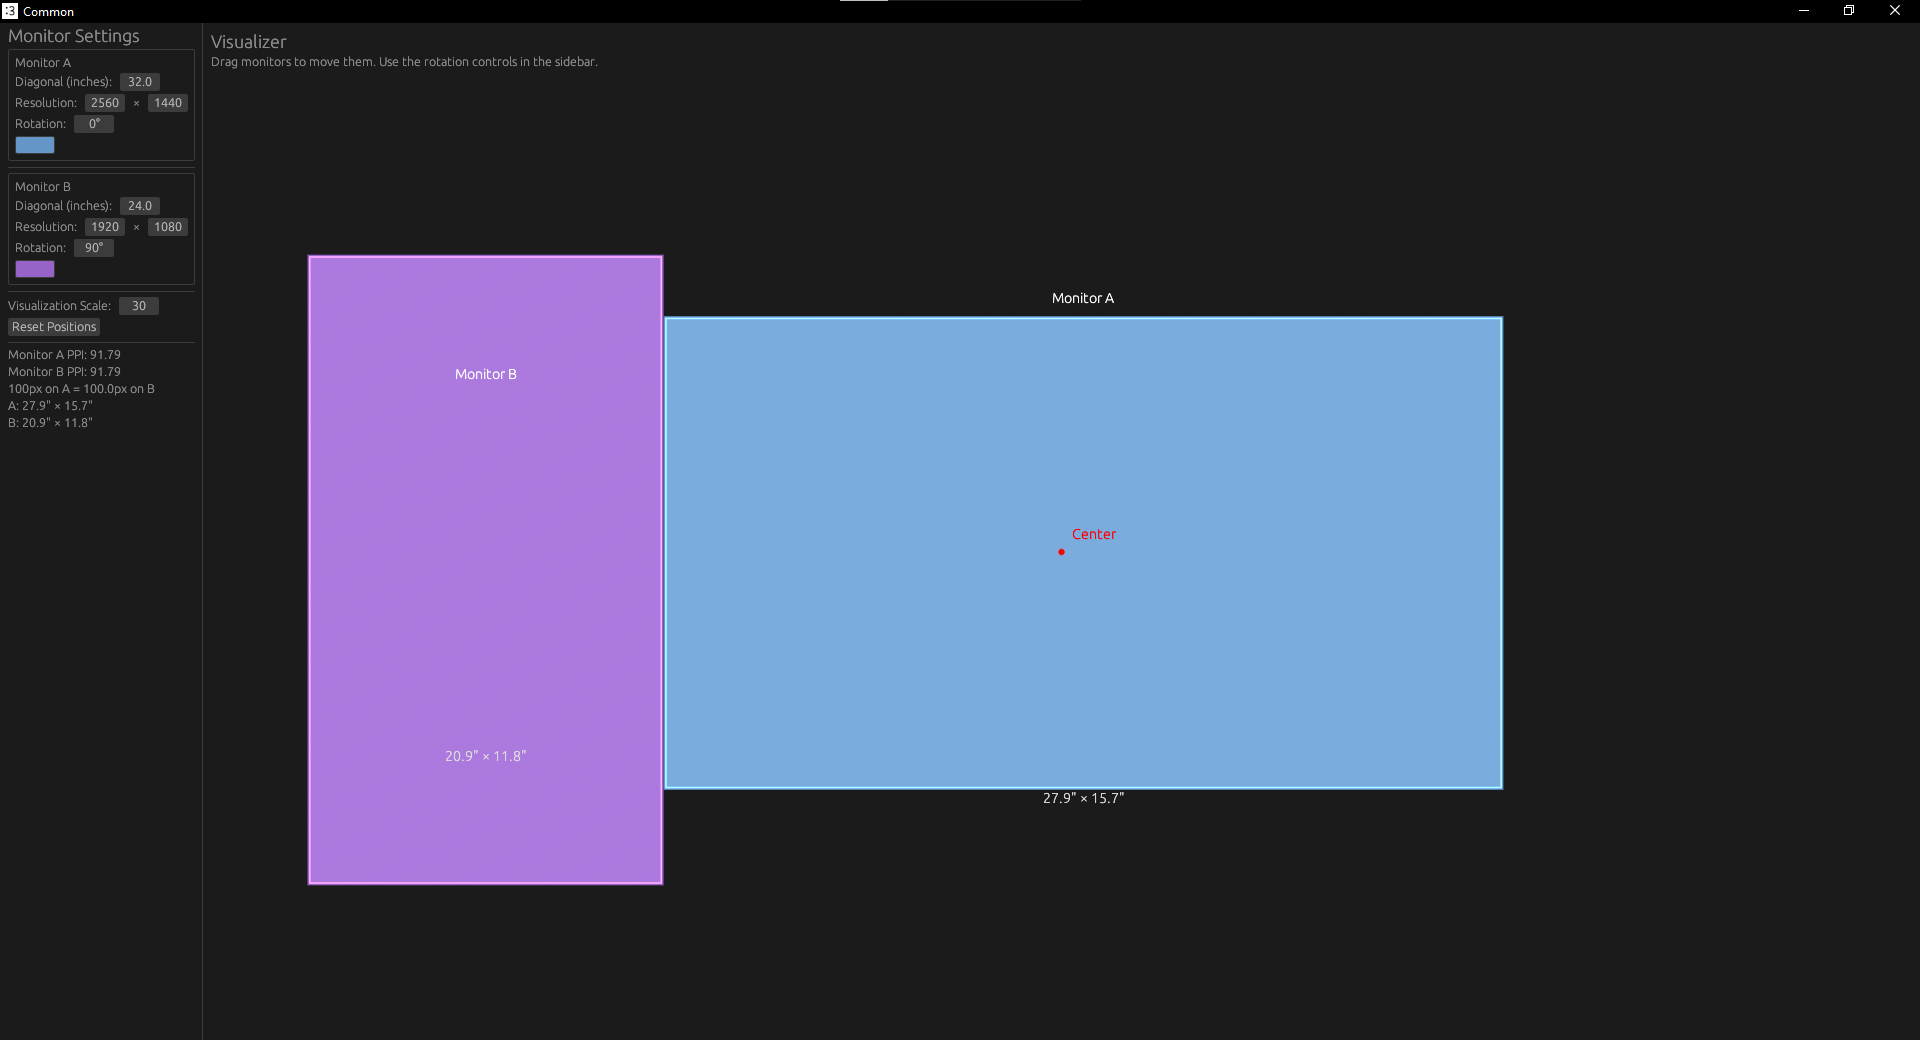 :3 Common
Monitor Settings
Monitor A
Diagonal (inches): 32.0
Resolution: 2560 × 1440
Rotation: 0°
Monitor B
Diagonal (inches): 24.0
Resolution: 1920 × 1080
Rotation: 90°
Visualization Scale: 30
Reset Positions
Monitor A PPI: 91.79
Monitor B PPI: 91.79
100px on A = 100.0px on B
A: 27.9" × 15.7"
B: 20.9" × 11.8"
Visualizer
Drag monitors to move them. Use the rotation controls in the sidebar.
Monitor A
Monitor B
Center
20.9" × 11.8"
27.9" × 15.7"